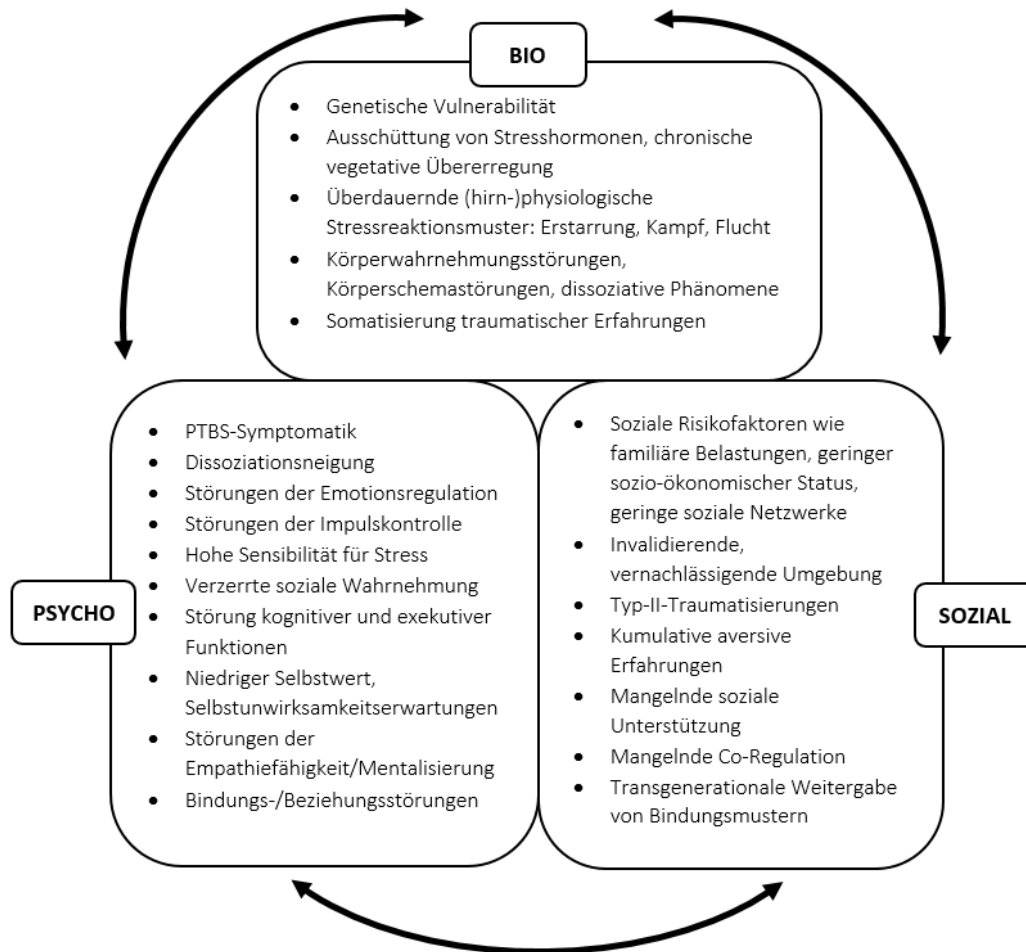 BIO
• Genetische Vulnerabilität
• Ausschüttung von Stresshormonen, chronische
vegetative Übererregung
• Überdauernde (hirn-)physiologische
Stressreaktionsmuster: Erstarrung, Kampf, Flucht
• Körperwahrnehmungsstörungen,
Körperschemastörungen, dissoziative Phänomene
• Somatisierung traumatischer Erfahrungen
PSYCHO
• PTBS-Symptomatik
• Dissoziationsneigung
• Störungen der Emotionsregulation
• Störungen der Impulskontrolle
• Hohe Sensibilität für Stress
• Verzerrte soziale Wahrnehmung
• Störung kognitiver und exekutiver
Funktionen
• Niedriger Selbstwert,
Selbstunwirksamkeitserwartungen
• Störungen der
Empathiefähigkeit/Mentalisierung
• Bindungs-/Beziehungsstörungen
SOZIAL
• Soziale Risikofaktoren wie
familiäre Belastungen, geringer
sozio-ökonomischer Status,
geringe soziale Netzwerke
• Invalidierende,
vernachlässigende Umgebung
• Typ-II-Traumatisierungen
• Kumulative aversive
Erfahrungen
• Mangelnde soziale
Unterstützung
• Mangelnde Co-Regulation
• Transgenerationale Weitergabe
von Bindungsmustern